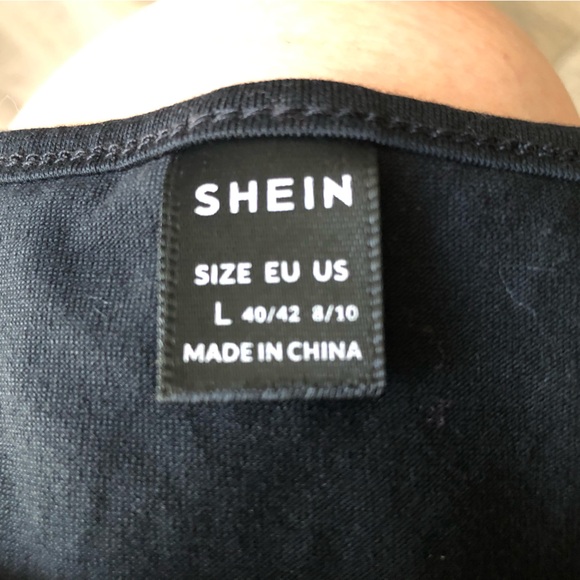 SHEIN
SIZE EU US
L 40/42 8/10
MADE IN CHINA